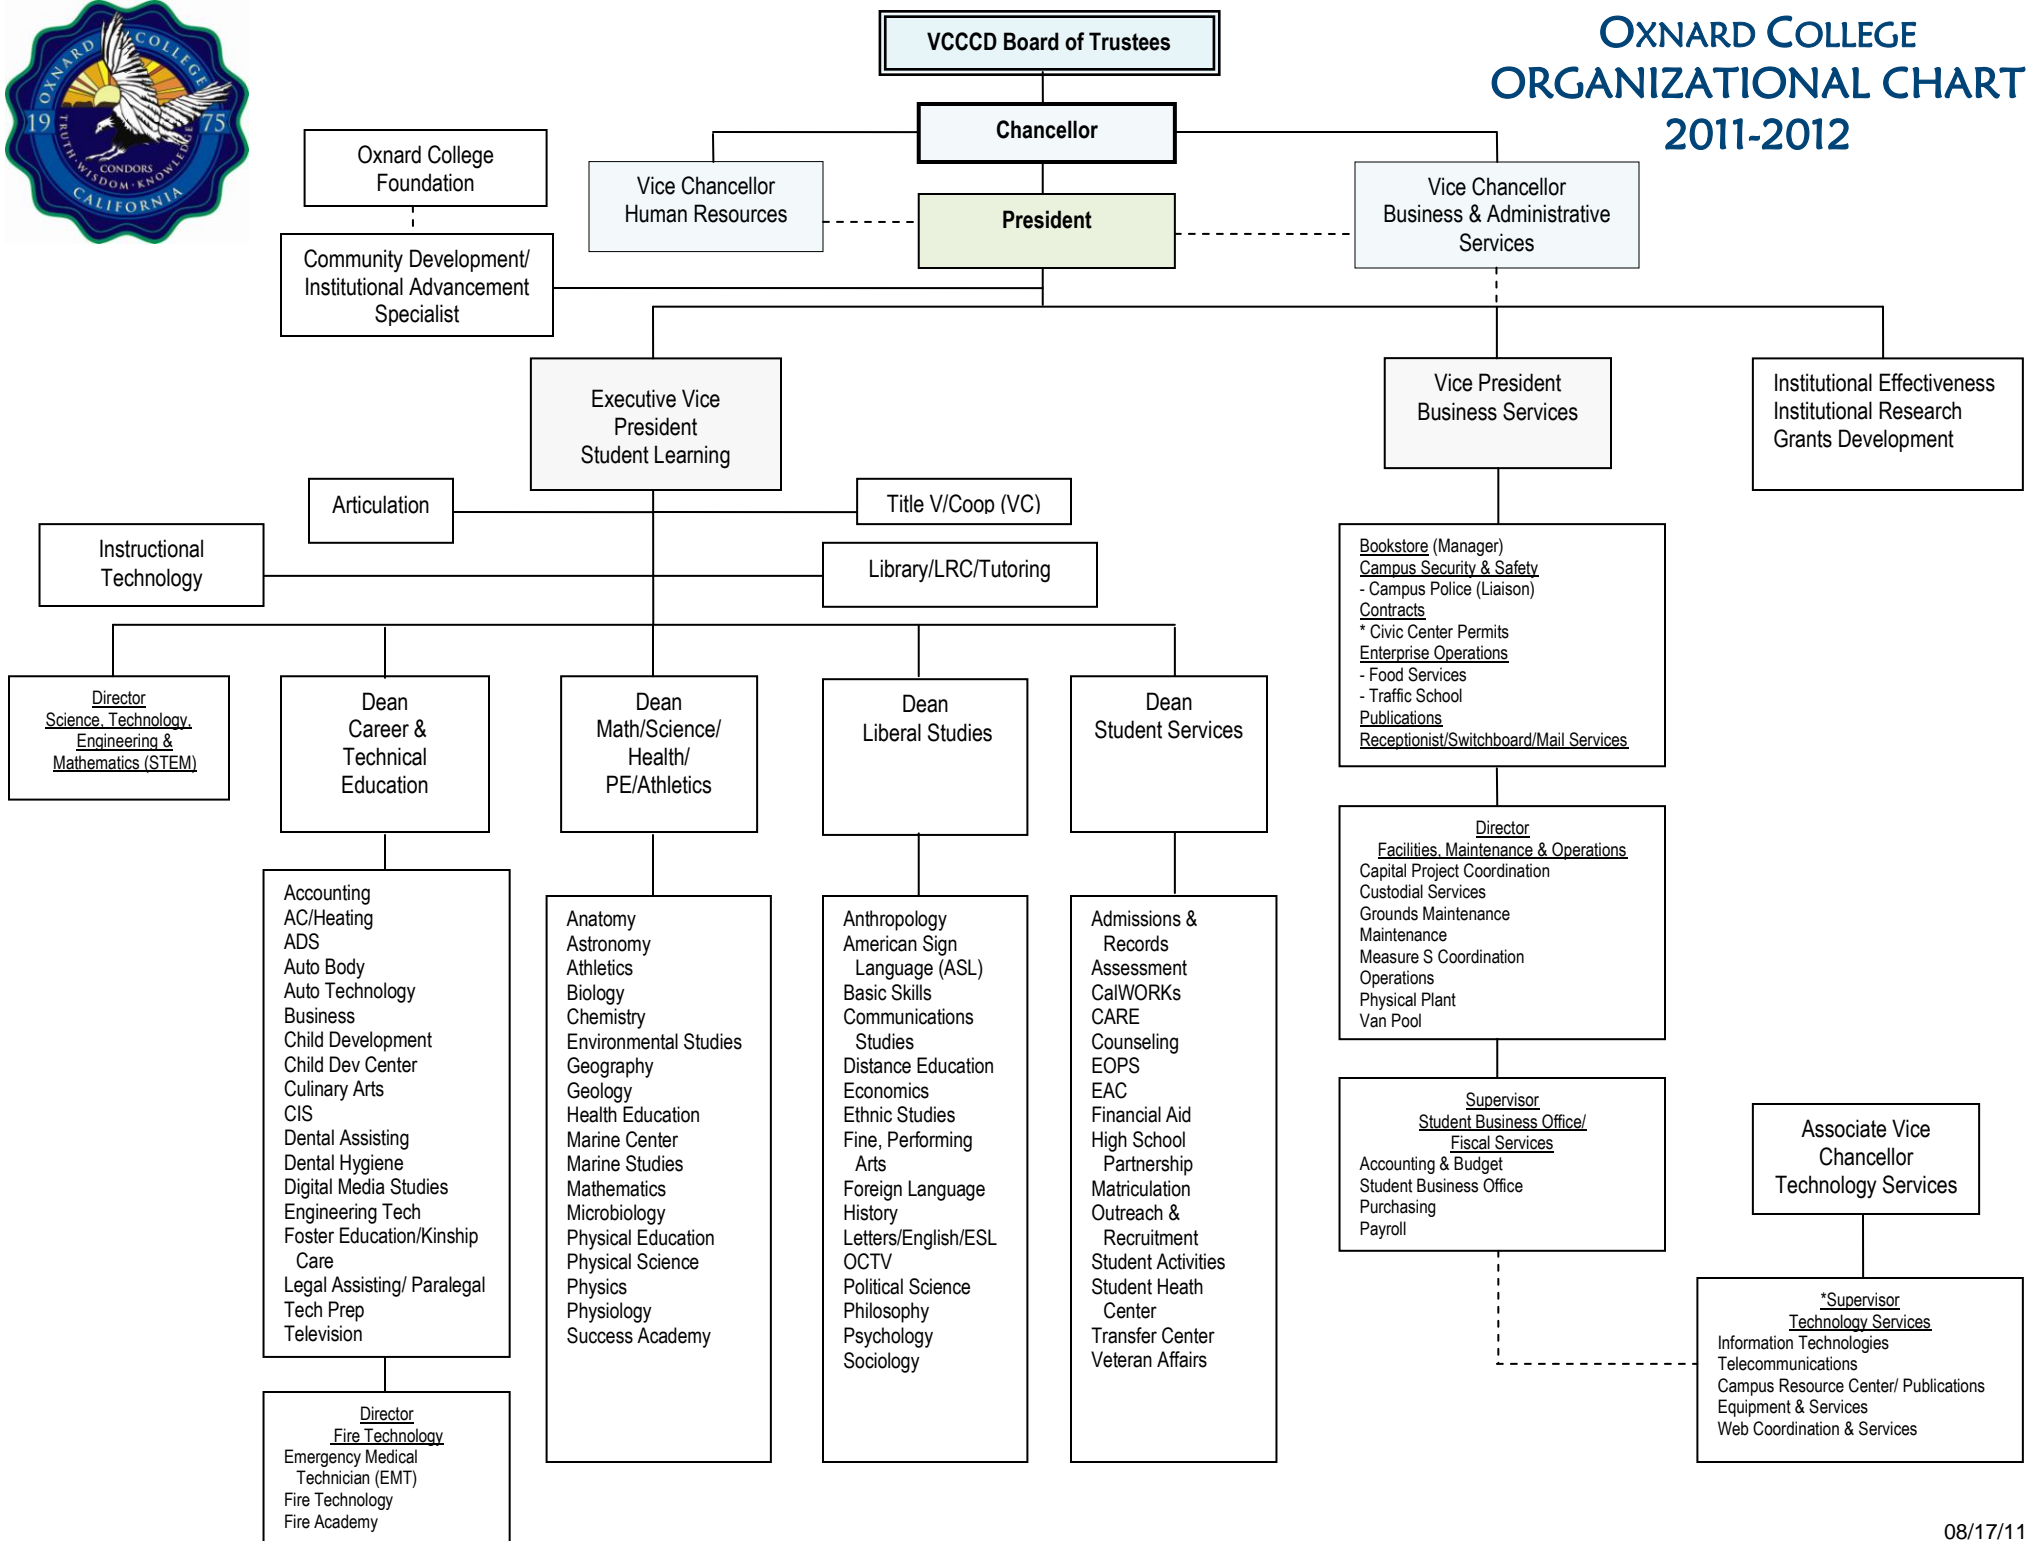 OXNARD COLLEGE
19 75
TRUTH·WISDOM·KNOWLEDGE
CONDORS
CALIFORNIA
OXNARD COLLEGE
ORGANIZATIONAL CHART
2011-2012
VCCCD Board of Trustees
Chancellor
Oxnard College
Foundation
Vice Chancellor
Human Resources
President
Vice Chancellor
Business & Administrative
Services
Community Development/
Institutional Advancement
Specialist
Executive Vice
President
Student Learning
Vice President
Business Services
Institutional Effectiveness
Institutional Research
Grants Development
Articulation
Title V/Coop (VC)
Instructional
Technology
Library/LRC/Tutoring
Director
Science, Technology,
Engineering &
Mathematics (STEM)
Dean
Career &
Technical
Education
Dean
Math/Science/
Health/
PE/Athletics
Dean
Liberal Studies
Dean
Student Services
Accounting
AC/Heating
ADS
Auto Body
Auto Technology
Business
Child Development
Child Dev Center
Culinary Arts
CIS
Dental Assisting
Dental Hygiene
Digital Media Studies
Engineering Tech
Foster Education/Kinship
Care
Legal Assisting/ Paralegal
Tech Prep
Television
Director
Fire Technology
Emergency Medical
Technician (EMT)
Fire Technology
Fire Academy
Anatomy
Astronomy
Athletics
Biology
Chemistry
Environmental Studies
Geography
Geology
Health Education
Marine Center
Marine Studies
Mathematics
Microbiology
Physical Education
Physical Science
Physics
Physiology
Success Academy
Anthropology
American Sign
Language (ASL)
Basic Skills
Communications
Studies
Distance Education
Economics
Ethnic Studies
Fine, Performing
Arts
Foreign Language
History
Letters/English/ESL
OCTV
Political Science
Philosophy
Psychology
Sociology
Admissions &
Records
Assessment
CalWORKs
CARE
Counseling
EOPS
EAC
Financial Aid
High School
Partnership
Matriculation
Outreach &
Recruitment
Student Activities
Student Heath
Center
Transfer Center
Veteran Affairs
Bookstore (Manager)
Campus Security & Safety
- Campus Police (Liaison)
Contracts
* Civic Center Permits
Enterprise Operations
- Food Services
- Traffic School
Publications
Receptionist/Switchboard/Mail Services
Director
Facilities, Maintenance & Operations
Capital Project Coordination
Custodial Services
Grounds Maintenance
Maintenance
Measure S Coordination
Operations
Physical Plant
Van Pool
Supervisor
Student Business Office/
Fiscal Services
Accounting & Budget
Student Business Office
Purchasing
Payroll
Associate Vice
Chancellor
Technology Services
*Supervisor
Technology Services
Information Technologies
Telecommunications
Campus Resource Center/ Publications
Equipment & Services
Web Coordination & Services
08/17/11